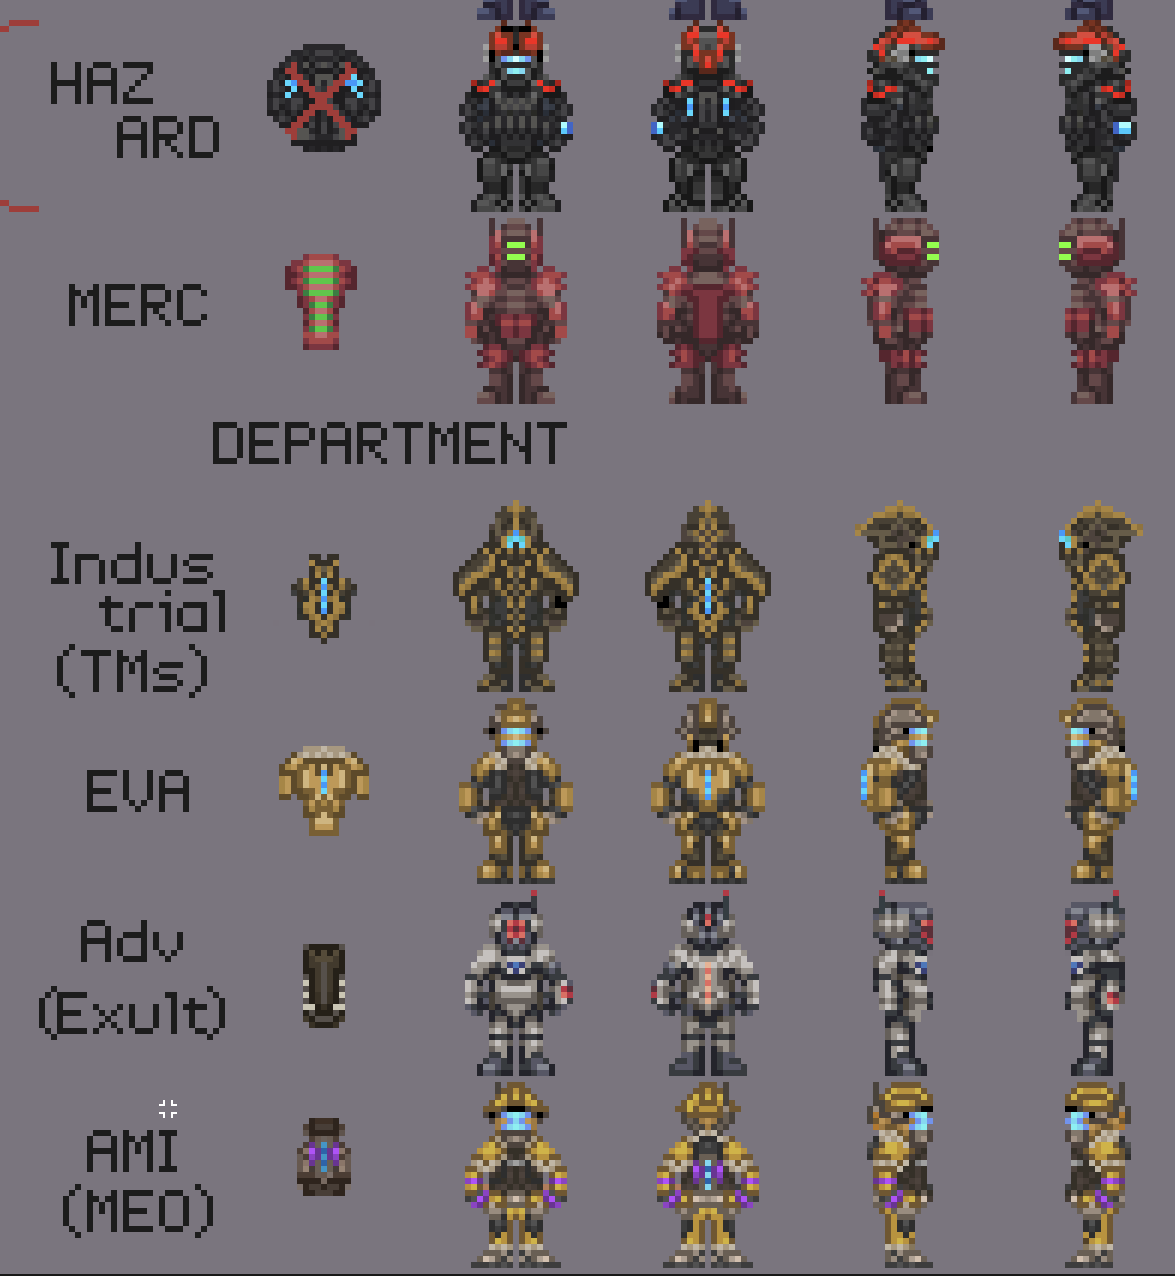 HAZ
ARD
MERC
DEPARTMENT
Indus
trial
(TMs)
EVA
Adv
(Exult)
AMI
(MEO)